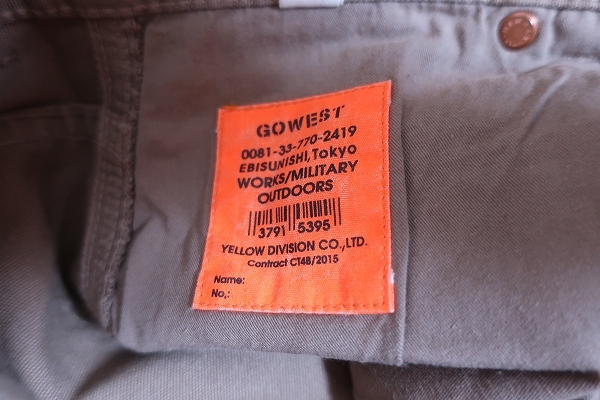 GOWEST
0081-33-770-2419
EBISUNISHI,Tokyo
WORKS/MILITARY
OUTDOORS
3791 5395
YELLOW DIVISION CO.,LTD.
Contract CT48/2015
Name:
No,: